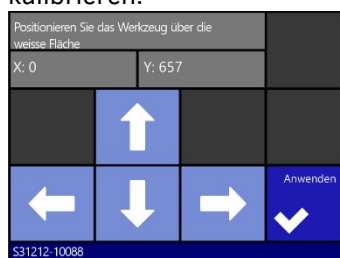 kalibrieren.
Positionieren Sie das Werkzeug über die
weisse Fläche
X: 0
Y: 657
Anwenden
S31212-10088